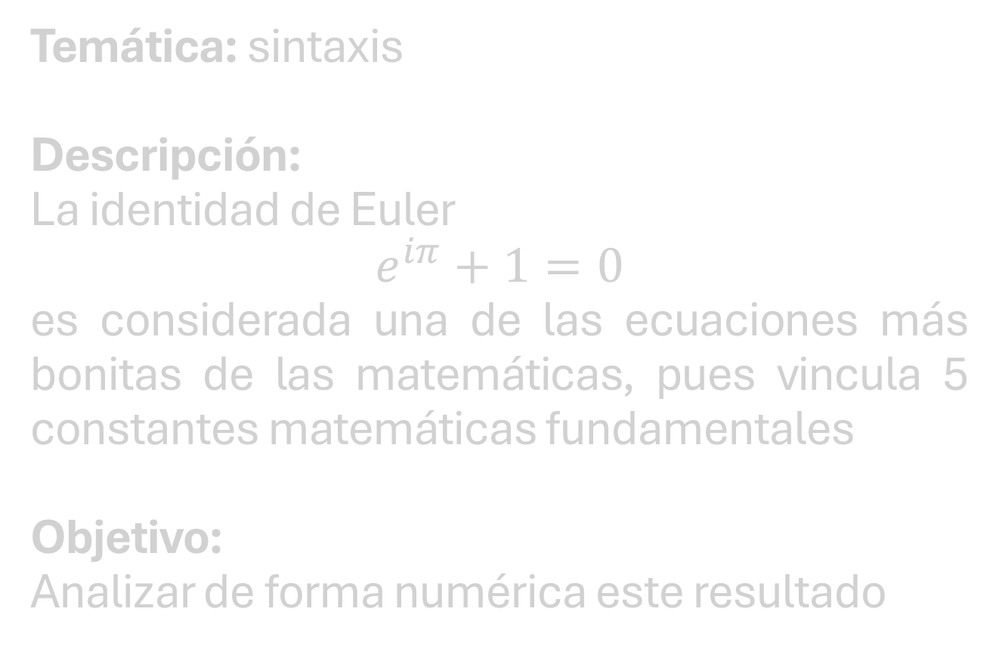 Temática: sintaxis
Descripción:
La identidad de Euler
e^{iπ} + 1 = 0
es considerada una de las ecuaciones más
bonitas de las matemáticas, pues vincula 5
constantes matemáticas fundamentales
Objetivo:
Analizar de forma numérica este resultado